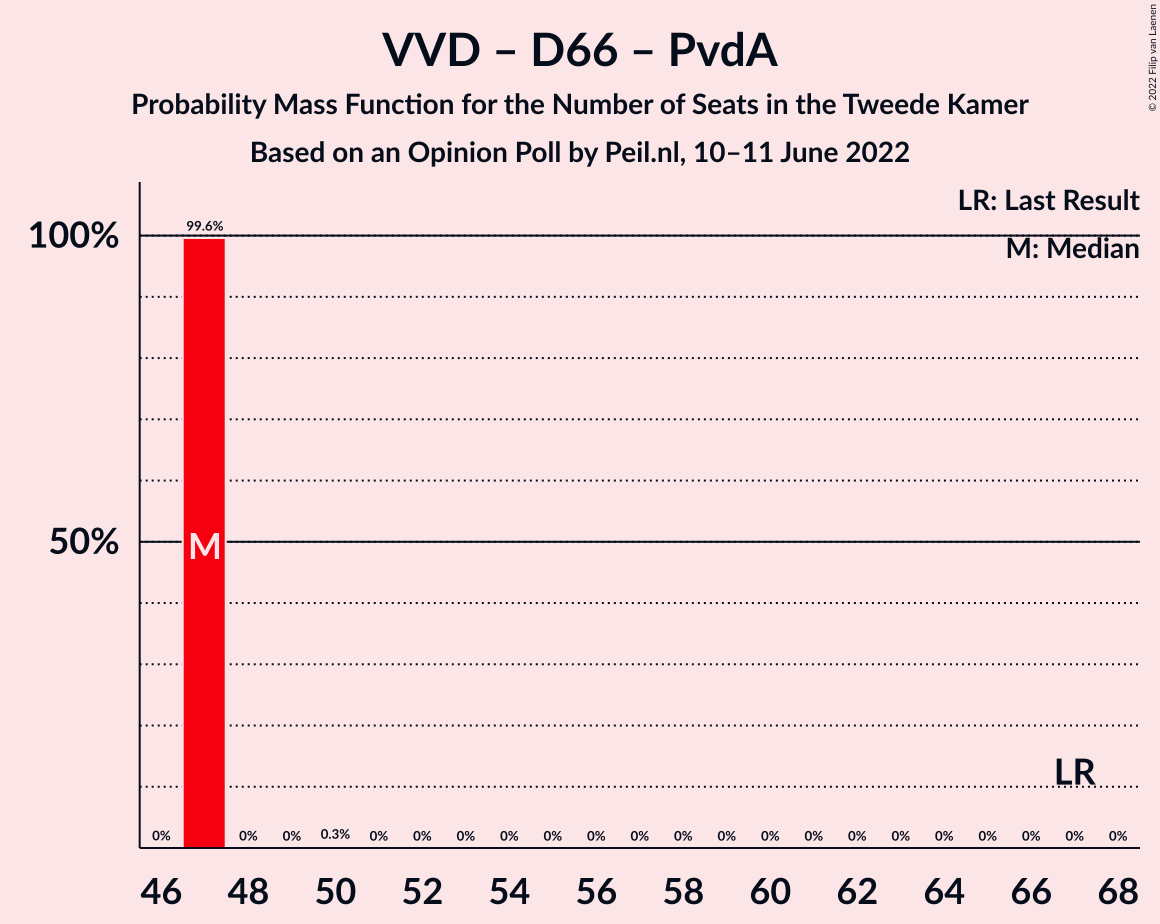 VVD – D66 – PvdA
Probability Mass Function for the Number of Seats in the Tweede Kamer
Based on an Opinion Poll by Peil.nl, 10–11 June 2022
© 2022 Filip van Laenen
LR: Last Result
M: Median
100%
50%
99.6%
M
LR
0% 0% 0% 0.3% 0% 0% 0% 0% 0% 0% 0% 0% 0% 0% 0% 0% 0% 0% 0% 0% 0% 0%
46 48 50 52 54 56 58 60 62 64 66 68